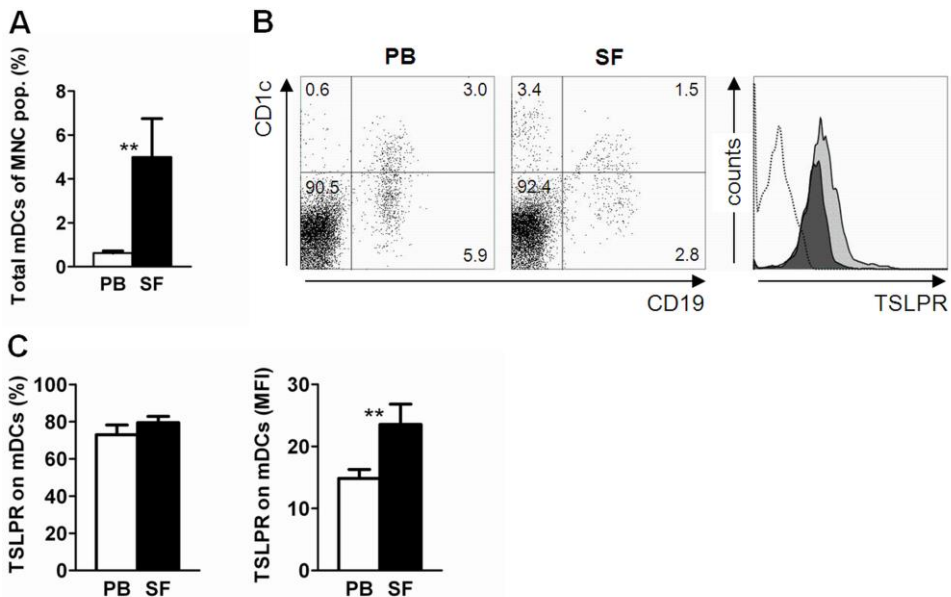 A
Total mDCs of MNC pop. (%)
8
6
4
2
0
**
PB SF
B
PB SF
CD1c
0.6 3.0
90.5
5.9
3.4 1.5
92.4
2.8
CD19
counts
TSLPR
C
TSLPR on mDCs (%)
100
80
60
40
20
0
PB SF
TSLPR on mDCs (MFI)
30
20
10
0
**
PB SF